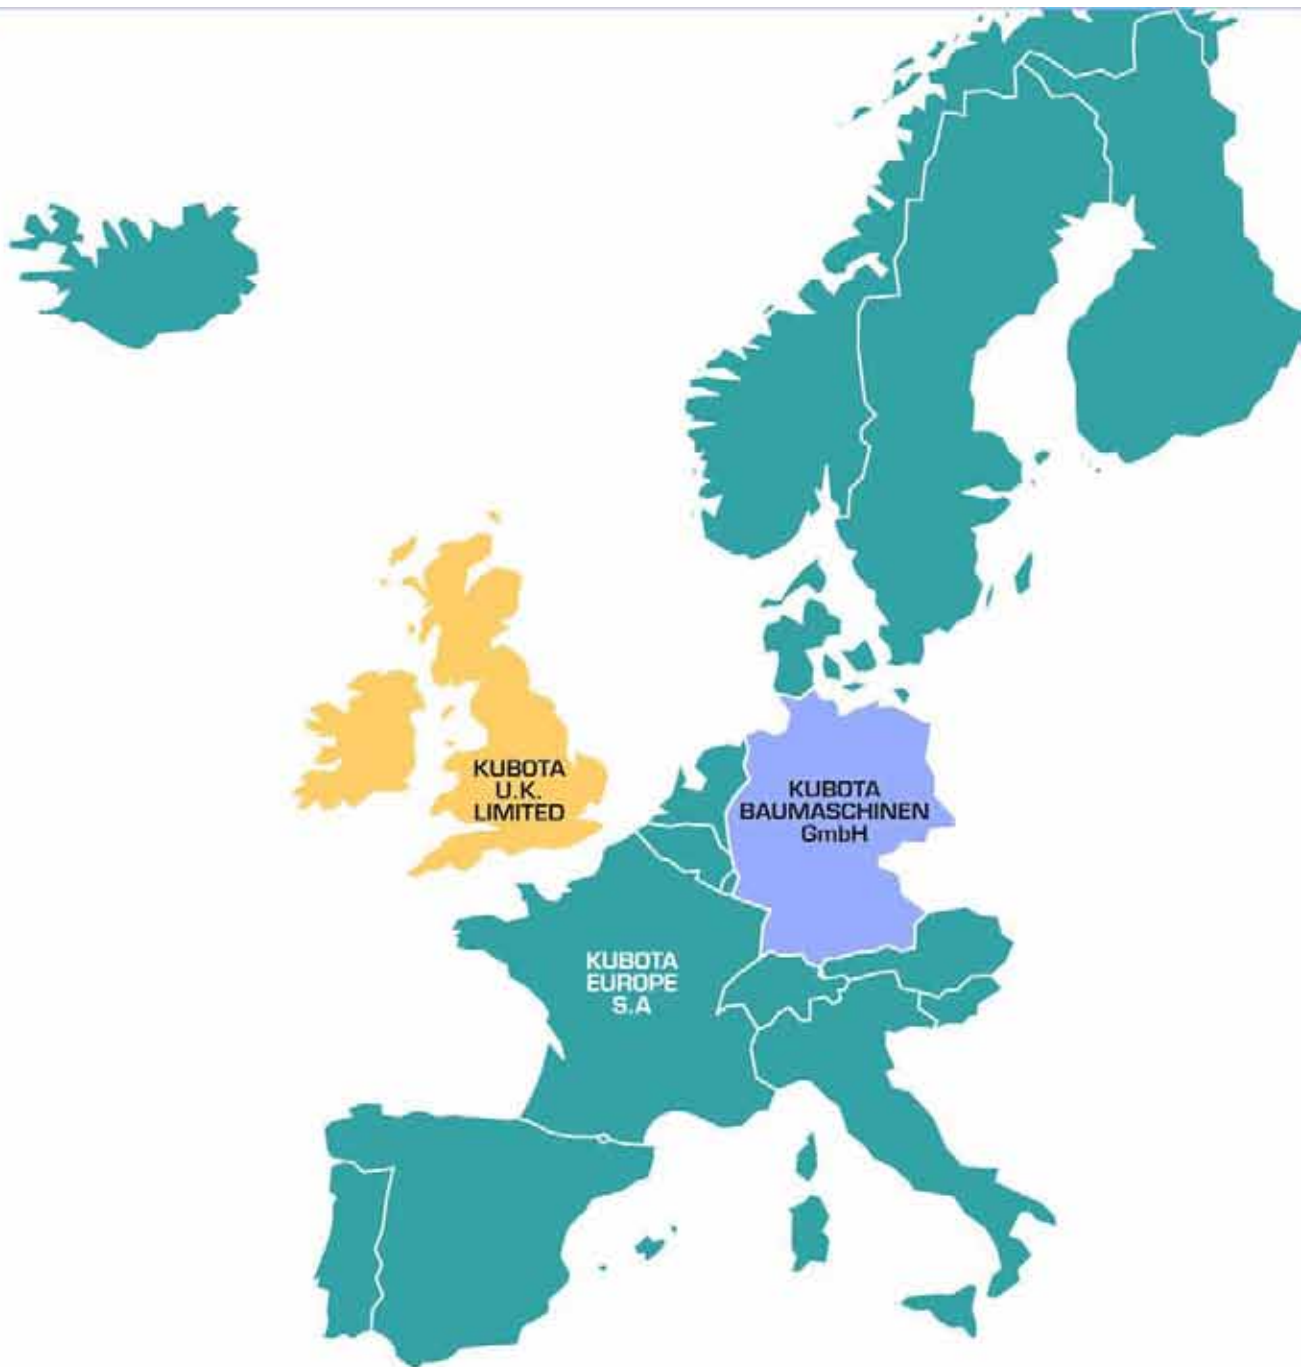 KUBOTA
U.K.
LIMITED
KUBOTA
BAUMASCHINEN
GmbH
KUBOTA
EUROPE
S.A